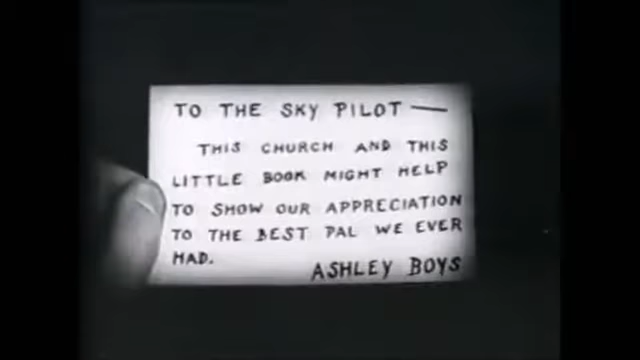 TO THE SKY PILOT —
THIS CHURCH AND THIS
LITTLE BOOK MIGHT HELP
TO SHOW OUR APPRECIATION
TO THE BEST PAL WE EVER
HAD.
ASHLEY BOYS